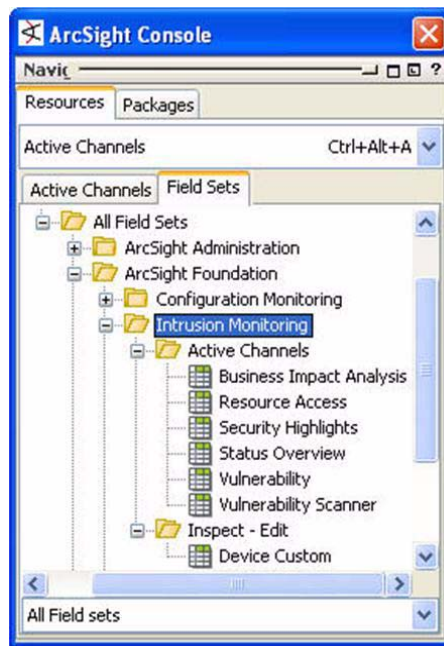 ArcSight Console
Navig
Resources Packages
Active Channels Ctrl+Alt+A
Active Channels Field Sets
All Field Sets
ArcSight Administration
ArcSight Foundation
Configuration Monitoring
Intrusion Monitoring
Active Channels
Business Impact Analysis
Resource Access
Security Highlights
Status Overview
Vulnerability
Vulnerability Scanner
Inspect - Edit
Device Custom
All Field sets